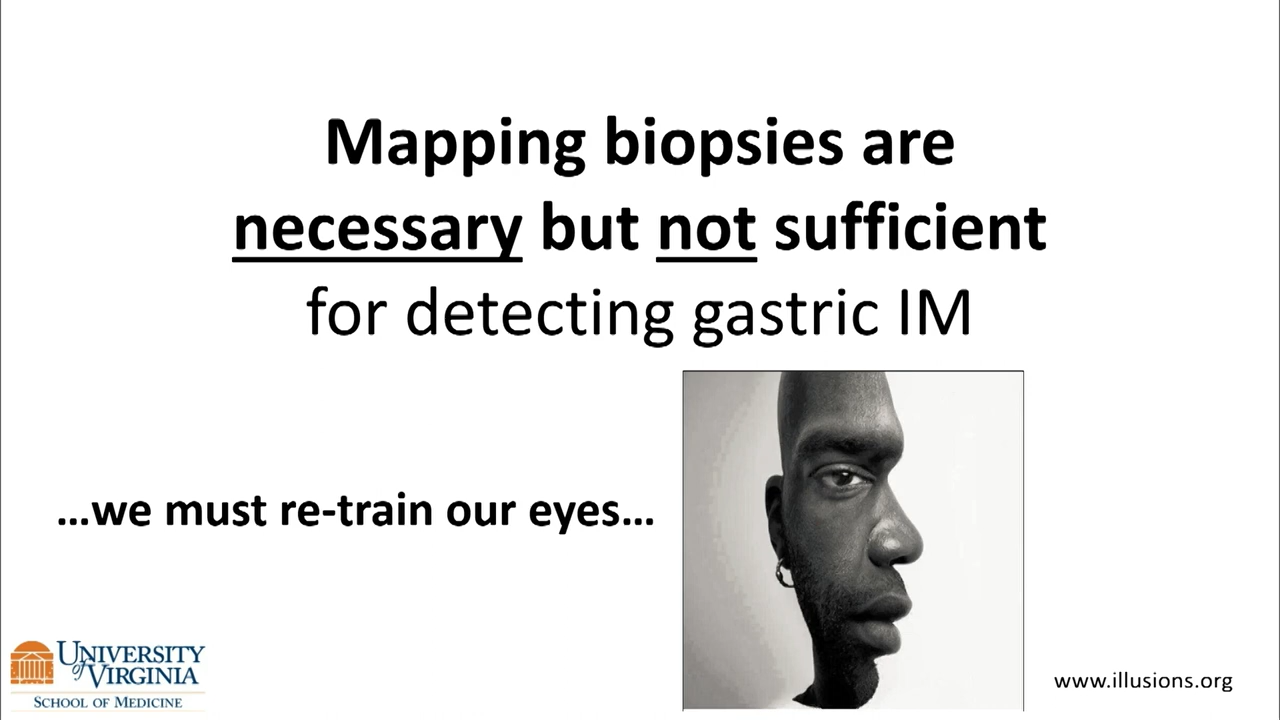 Mapping biopsies are
necessary but not sufficient
for detecting gastric IM
...we must re-train our eyes...
UNIVERSITY
of VIRGINIA
SCHOOL OF MEDICINE
www.illusions.org